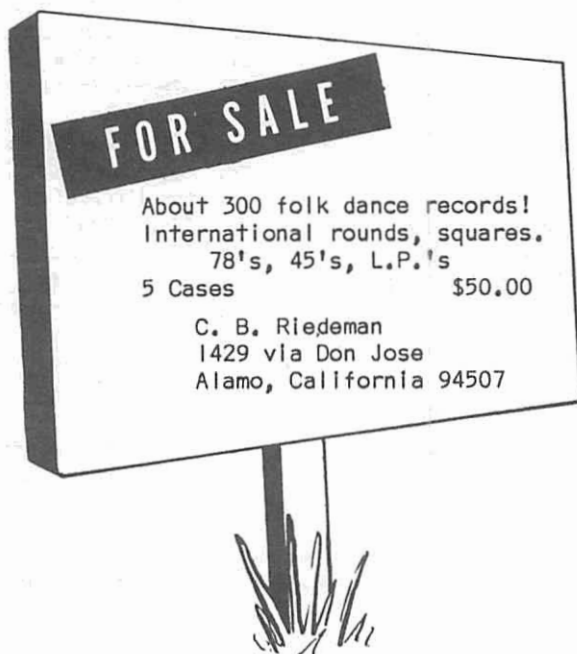 FOR SALE
About 300 folk dance records!
International rounds, squares.
78's, 45's, L.P.'s
5 Cases $50.00
C. B. Riedeman
1429 via Don Jose
Alamo, California 94507